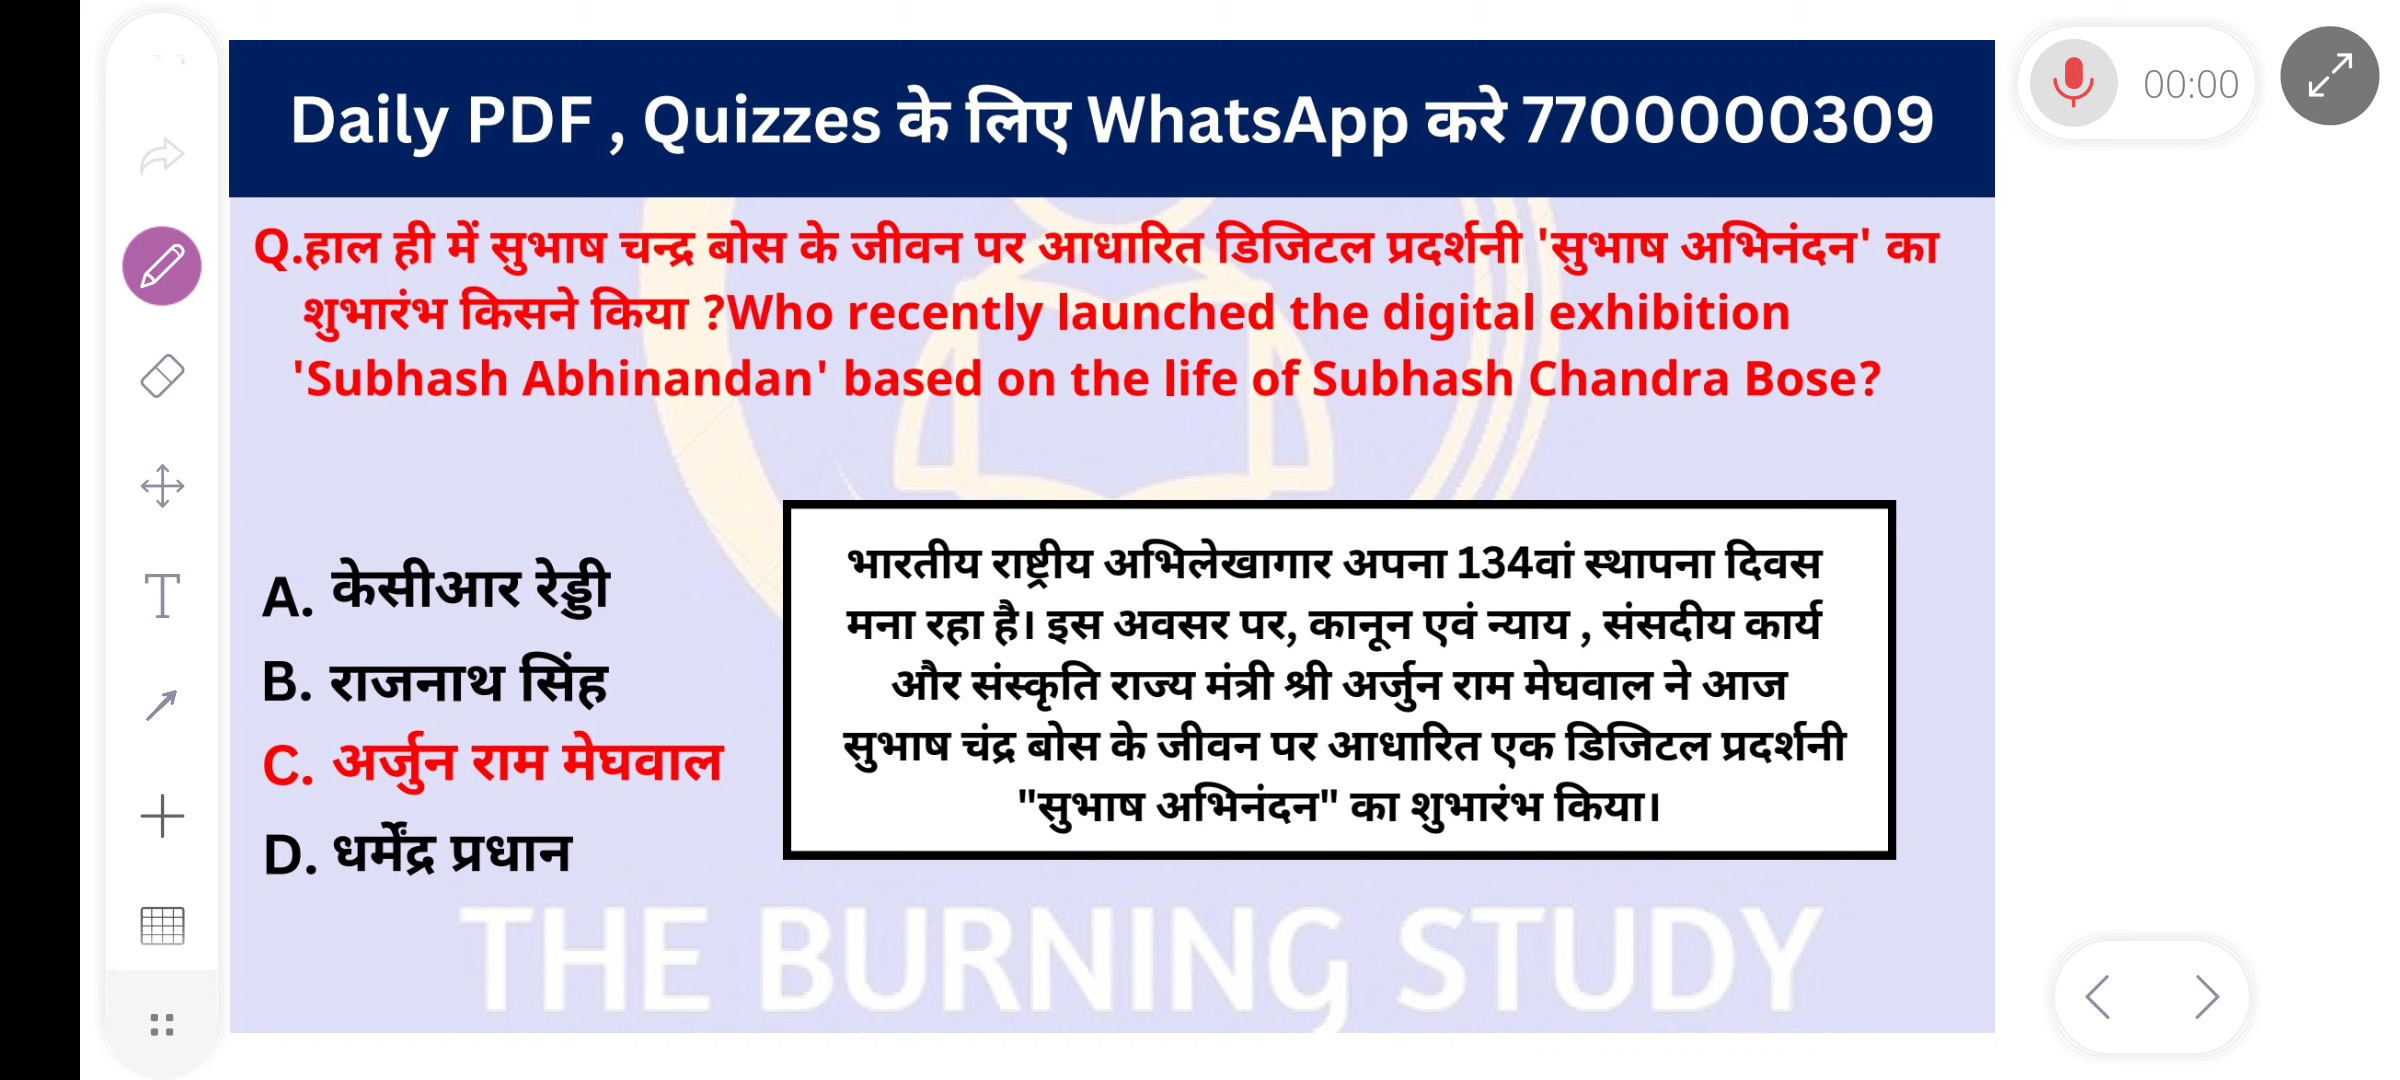 Daily PDF , Quizzes के लिए WhatsApp करे 7700000309
00:00
Q.हाल ही में सुभाष चन्द्र बोस के जीवन पर आधारित डिजिटल प्रदर्शनी 'सुभाष अभिनंदन' का
शुभारंभ किसने किया ?Who recently launched the digital exhibition
'Subhash Abhinandan' based on the life of Subhash Chandra Bose?
A. केसीआर रेड्डी
B. राजनाथ सिंह
C. अर्जुन राम मेघवाल
D. धर्मेंद्र प्रधान
भारतीय राष्ट्रीय अभिलेखागार अपना 134वां स्थापना दिवस
मना रहा है। इस अवसर पर, कानून एवं न्याय , संसदीय कार्य
और संस्कृति राज्य मंत्री श्री अर्जुन राम मेघवाल ने आज
सुभाष चंद्र बोस के जीवन पर आधारित एक डिजिटल प्रदर्शनी
"सुभाष अभिनंदन" का शुभारंभ किया।
THE BURNING STUDY